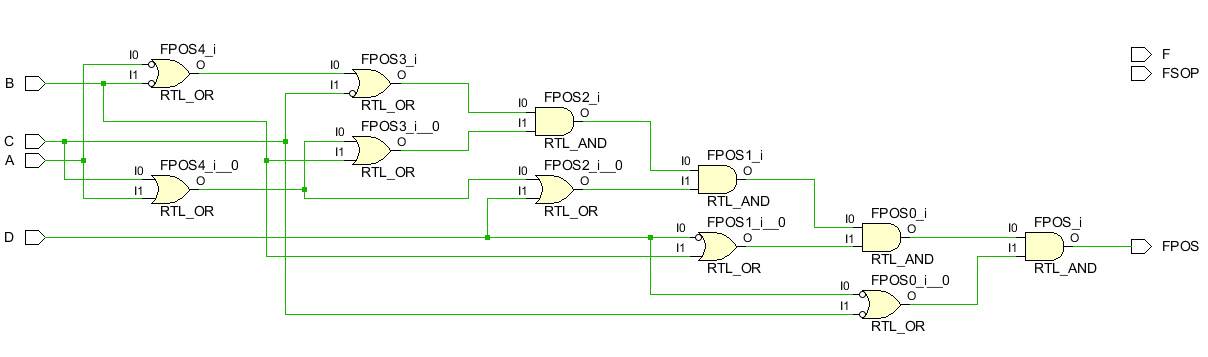 FPOS4_i
I0
O
I1
RTL_OR
FPOS3_i
I0
O
I1
RTL_OR
F
FSOP
B
FPOS2_i
I0
O
I1
RTL_AND
FPOS3_i__0
I0
O
I1
RTL_OR
C
A
FPOS4_i__0
I0
O
I1
RTL_OR
FPOS2_i__0
I0
O
I1
RTL_OR
FPOS1_i
I0
O
I1
RTL_AND
D
FPOS1_i__0
I0
O
I1
RTL_OR
FPOS0_i
I0
O
I1
RTL_AND
FPOS_i
I0
O
I1
RTL_AND
FPOS
FPOS0_i__0
I0
O
I1
RTL_OR